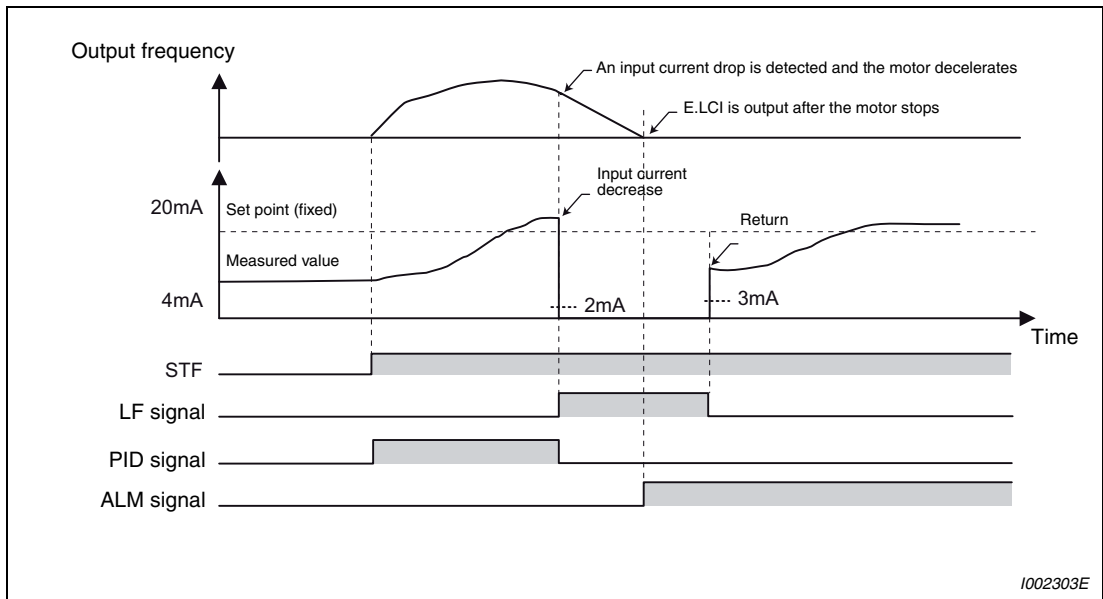 Output frequency
An input current drop is detected and the motor decelerates
E.LCI is output after the motor stops
Input current
decrease
20mA
Set point (fixed)
Return
Measured value
4mA
2mA
3mA
Time
STF
LF signal
PID signal
ALM signal
I002303E